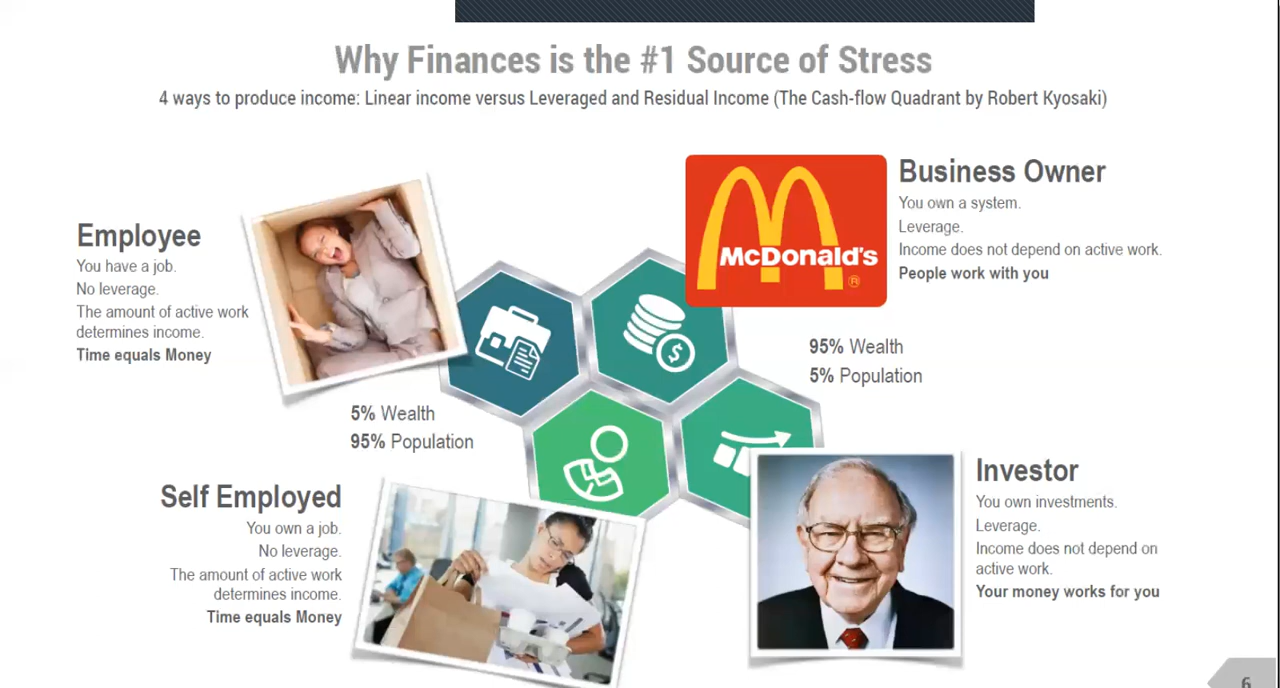 Why Finances is the #1 Source of Stress
4 ways to produce income: Linear income versus Leveraged and Residual Income (The Cash-flow Quadrant by Robert Kyosaki)
Employee
You have a job.
No leverage.
The amount of active work
determines income.
Time equals Money
McDonald's
®
Business Owner
You own a system.
Leverage.
Income does not depend on active work.
People work with you
95% Wealth
5% Population
5% Wealth
95% Population
Self Employed
You own a job.
No leverage.
The amount of active work
determines income.
Time equals Money
$
Investor
You own investments.
Leverage.
Income does not depend on
active work.
Your money works for you
6